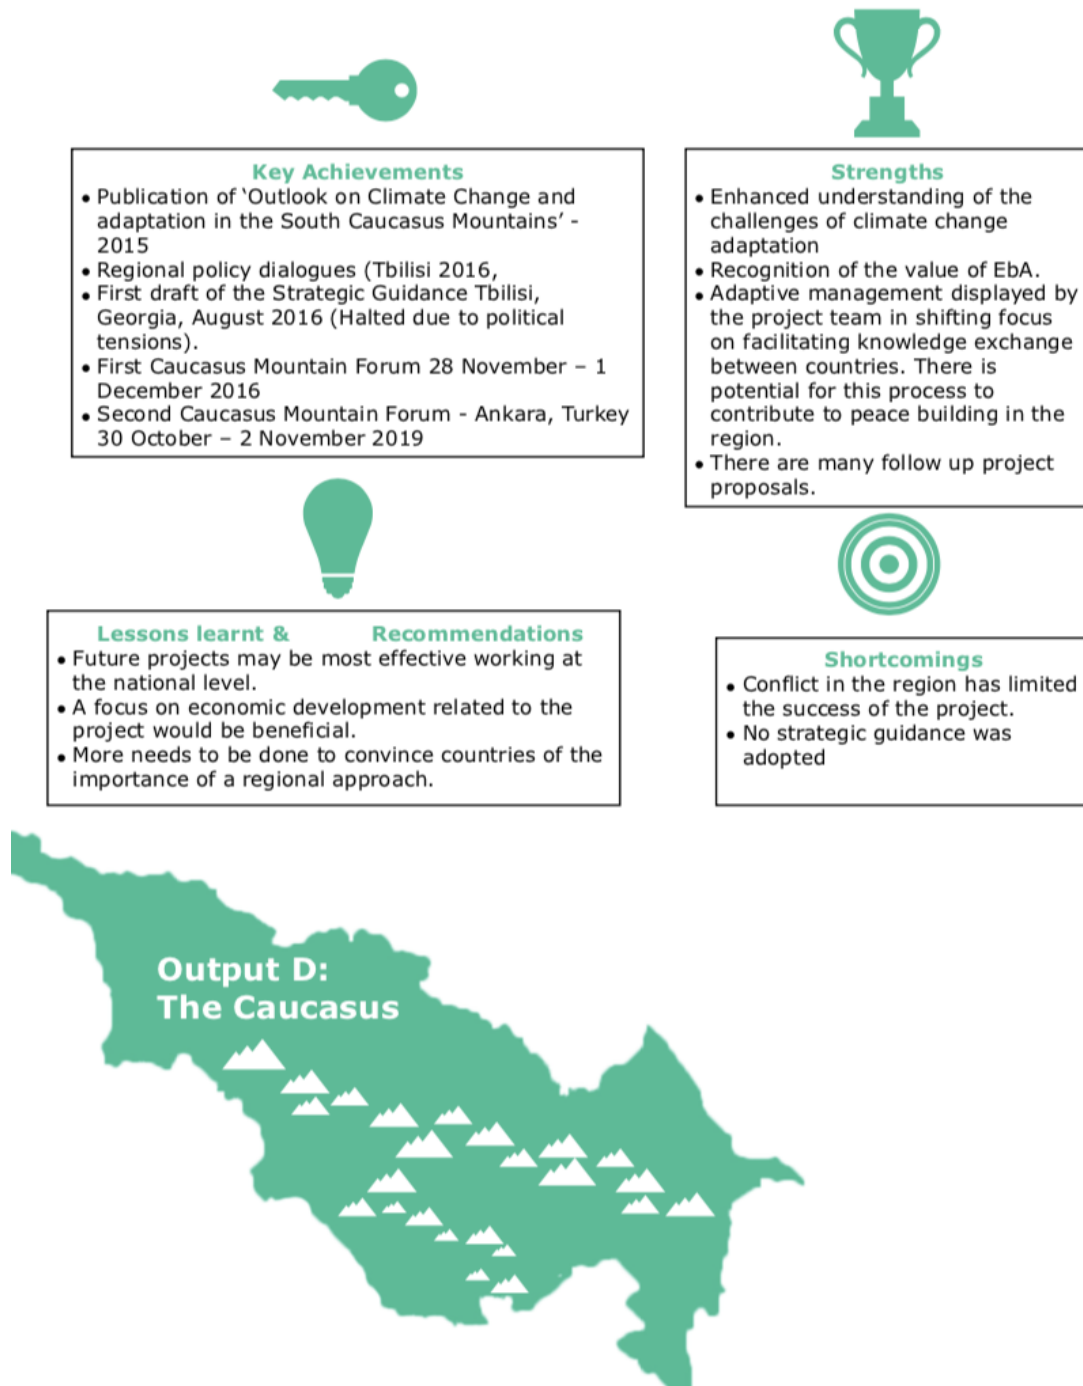 Key Achievements
• Publication of ‘Outlook on Climate Change and
adaptation in the South Caucasus Mountains’ -
2015
• Regional policy dialogues (Tbilisi 2016,
• First draft of the Strategic Guidance Tbilisi,
Georgia, August 2016 (Halted due to political
tensions).
• First Caucasus Mountain Forum 28 November – 1
December 2016
• Second Caucasus Mountain Forum - Ankara, Turkey
30 October – 2 November 2019
Strengths
• Enhanced understanding of the
challenges of climate change
adaptation
• Recognition of the value of EbA.
• Adaptive management displayed by
the project team in shifting focus
on facilitating knowledge exchange
between countries. There is
potential for this process to
contribute to peace building in the
region.
• There are many follow up project
proposals.
Lessons learnt & Recommendations
• Future projects may be most effective working at
the national level.
• A focus on economic development related to the
project would be beneficial.
• More needs to be done to convince countries of the
importance of a regional approach.
Shortcomings
• Conflict in the region has limited
the success of the project.
• No strategic guidance was
adopted
Output D:
The Caucasus